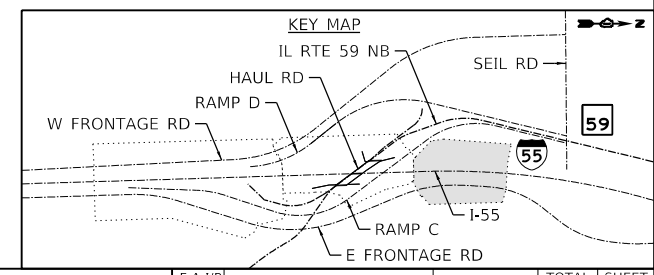 KEY MAP
IL RTE 59 NB
SEIL RD
HAUL RD
RAMP D
W FRONTAGE RD
59
55
I-55
RAMP C
E FRONTAGE RD
Z
F.A.I/P
TOTAL
SHEET